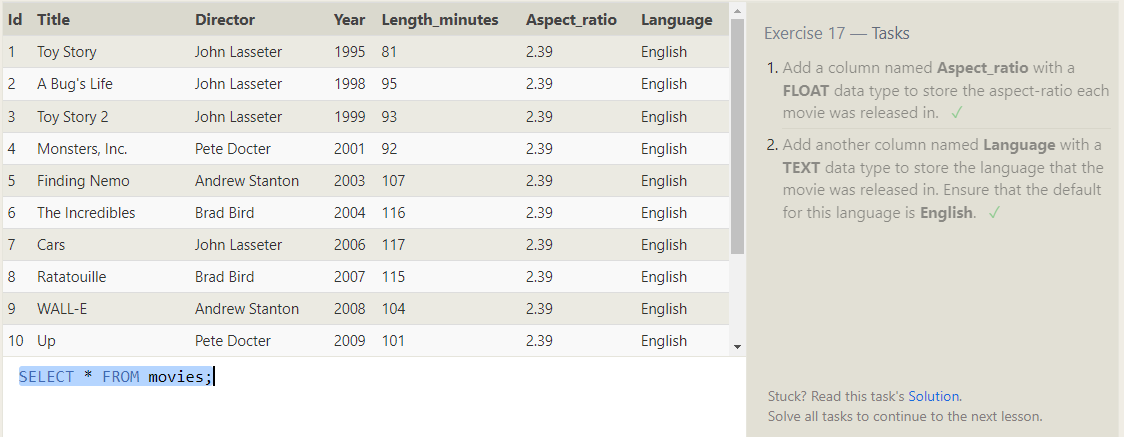 Id Title Director Year Length_minutes Aspect_ratio Language
1 Toy Story John Lasseter 1995 81 2.39 English
2 A Bug's Life John Lasseter 1998 95 2.39 English
3 Toy Story 2 John Lasseter 1999 93 2.39 English
4 Monsters, Inc. Pete Docter 2001 92 2.39 English
5 Finding Nemo Andrew Stanton 2003 107 2.39 English
6 The Incredibles Brad Bird 2004 116 2.39 English
7 Cars John Lasseter 2006 117 2.39 English
8 Ratatouille Brad Bird 2007 115 2.39 English
9 WALL-E Andrew Stanton 2008 104 2.39 English
10 Up Pete Docter 2009 101 2.39 English
SELECT * FROM movies;
Exercise 17 — Tasks
1. Add a column named Aspect_ratio with a
FLOAT data type to store the aspect-ratio each
movie was released in. ✓
2. Add another column named Language with a
TEXT data type to store the language that the
movie was released in. Ensure that the default
for this language is English. ✓
Stuck? Read this task's Solution.
Solve all tasks to continue to the next lesson.